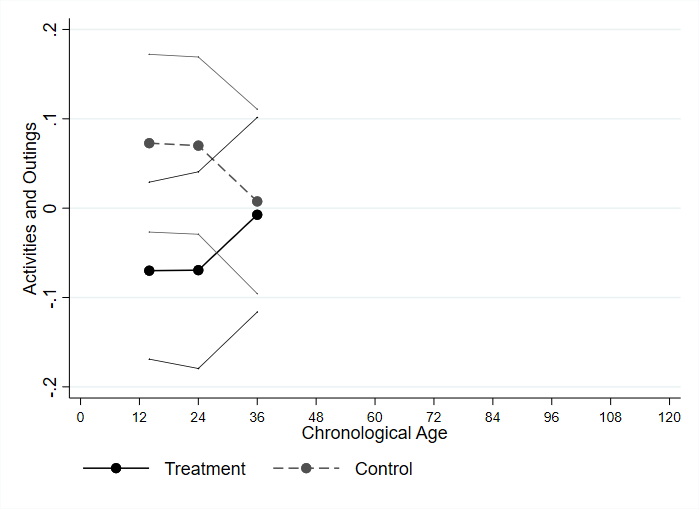 Activities and Outings
.2
.1
0
-.1
-.2
0 12 24 36 48 60 72 84 96 108 120
Chronological Age
Treatment Control